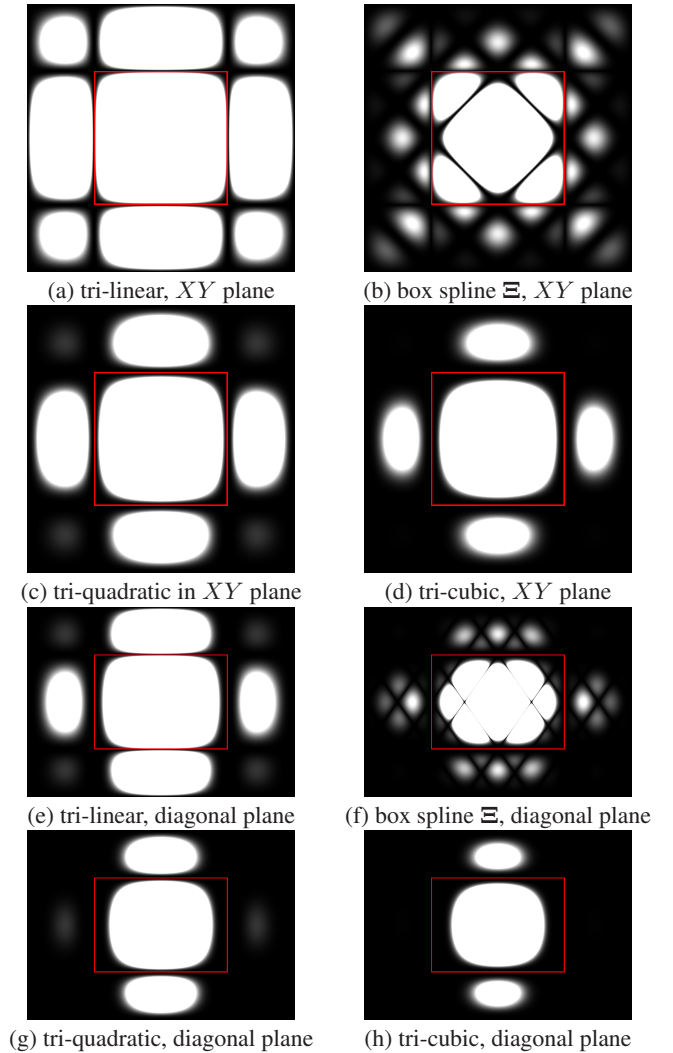 (a) tri-linear, XY plane
(b) box spline Ξ, XY plane
(c) tri-quadratic in XY plane
(d) tri-cubic, XY plane
(e) tri-linear, diagonal plane
(f) box spline Ξ, diagonal plane
(g) tri-quadratic, diagonal plane
(h) tri-cubic, diagonal plane